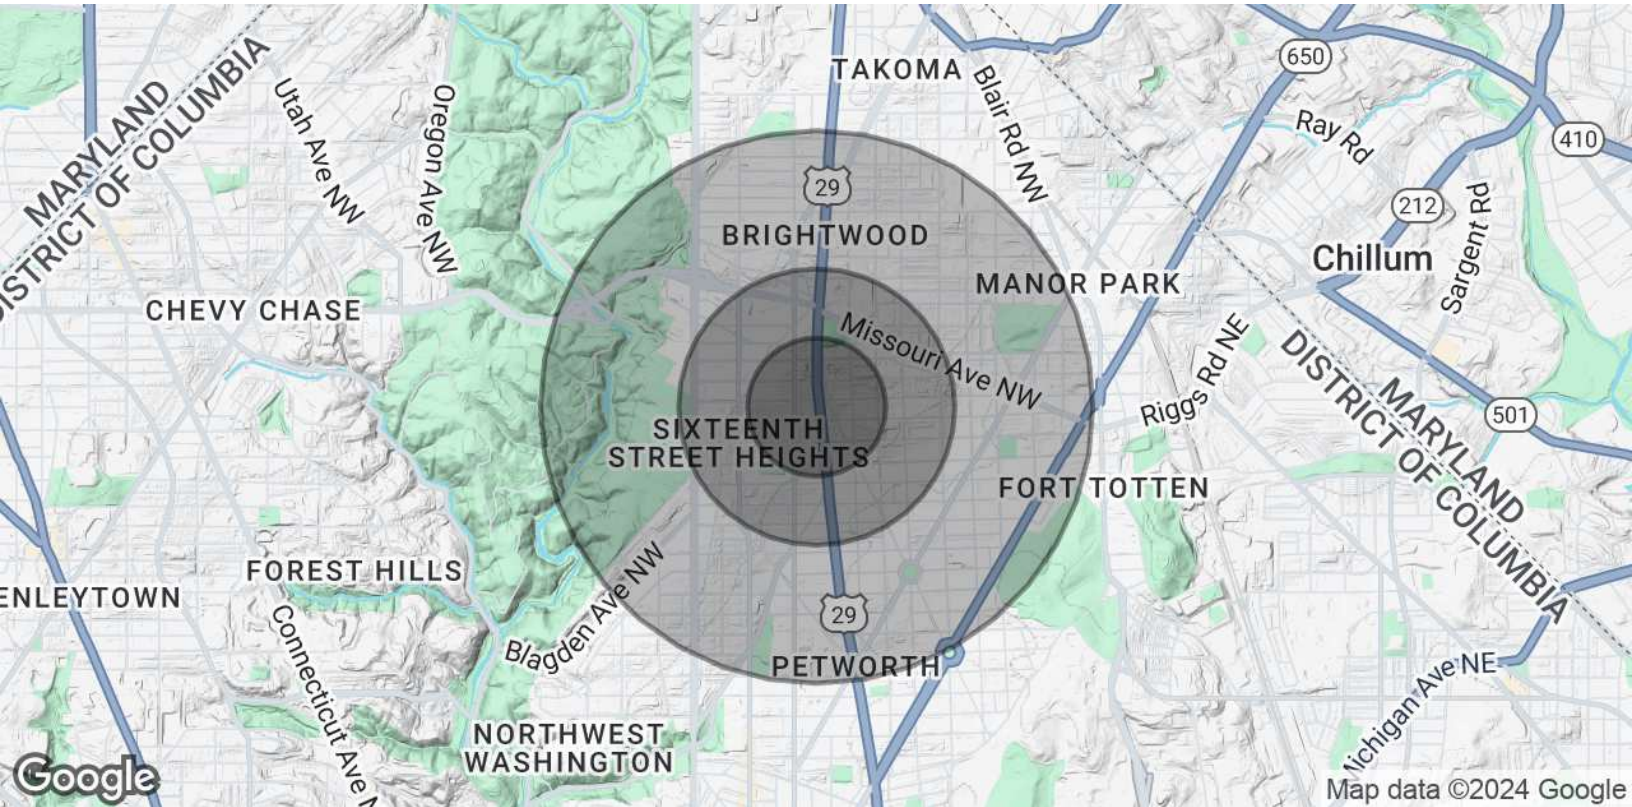 TAKOMA
650
MARYLAND
DISTRICT OF COLUMBIA
Utah Ave NW
Oregon Ave NW
Blair Rd NW
Ray Rd
410
29
212
BRIGHTWOOD
Sargent Rd
Chillum
MANOR PARK
CHEVY CHASE
Missouri Ave NW
Riggs Rd NE
MARYLAND
DISTRICT OF COLUMBIA
501
SIXTEENTH
STREET HEIGHTS
FORT TOTTEN
FOREST HILLS
ENLEYTOWN
Blagden Ave NW
29
Connecticut Ave N
PETWORTH
Michigan Ave NE
NORTHWEST
WASHINGTON
Google
Map data ©2024 Google